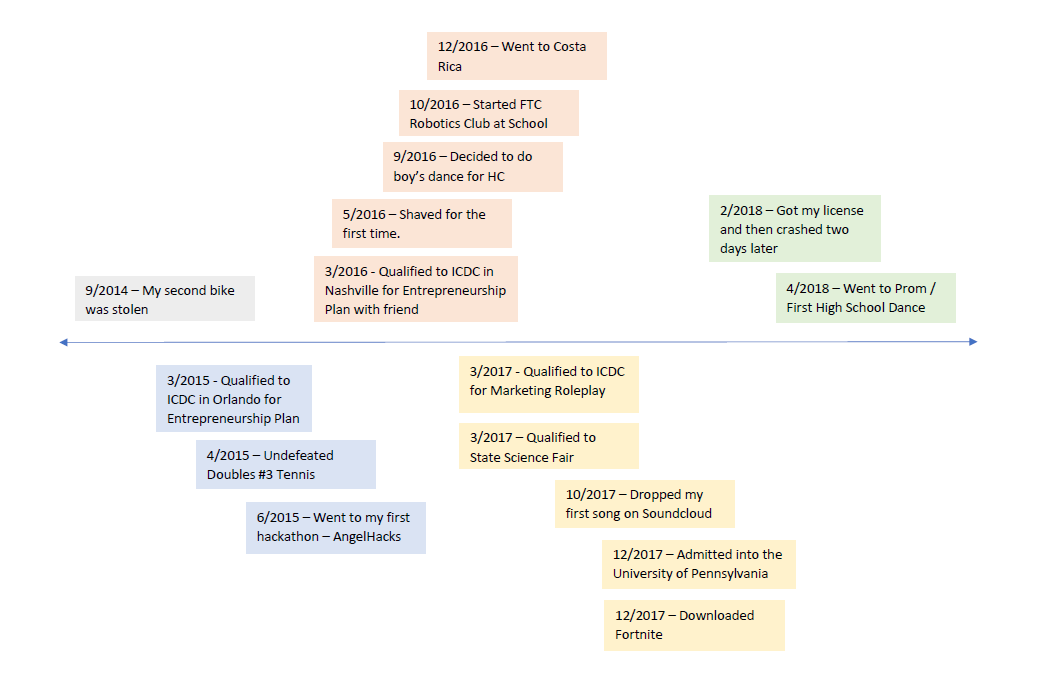 12/2016 – Went to Costa
Rica
10/2016 – Started FTC
Robotics Club at School
9/2016 – Decided to do
boy’s dance for HC
5/2016 – Shaved for the
first time.
3/2016 - Qualified to ICDC in
Nashville for Entrepreneurship
Plan with friend
9/2014 – My second bike
was stolen
2/2018 – Got my license
and then crashed two
days later
4/2018 – Went to Prom /
First High School Dance
3/2015 - Qualified to
ICDC in Orlando for
Entrepreneurship Plan
4/2015 – Undefeated
Doubles #3 Tennis
6/2015 – Went to my first
hackathon – AngelHacks
3/2017 - Qualified to ICDC
for Marketing Roleplay
3/2017 – Qualified to
State Science Fair
10/2017 – Dropped my
first song on Soundcloud
12/2017 – Admitted into the
University of Pennsylvania
12/2017 – Downloaded
Fortnite